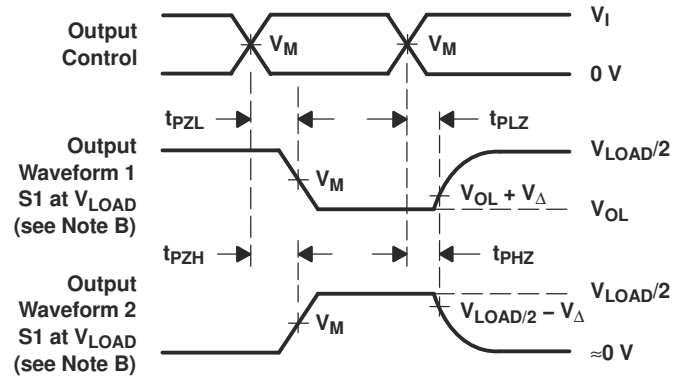 Output
Control
V_M
V_M
V_I
0 V
t_PZL
t_PLZ
Output
Waveform 1
S1 at V_LOAD
(see Note B)
V_M
V_OL + V_Δ
V_LOAD/2
V_OL
t_PZH
t_PHZ
Output
Waveform 2
S1 at V_LOAD
(see Note B)
V_M
V_LOAD/2 − V_Δ
V_LOAD/2
≈0 V